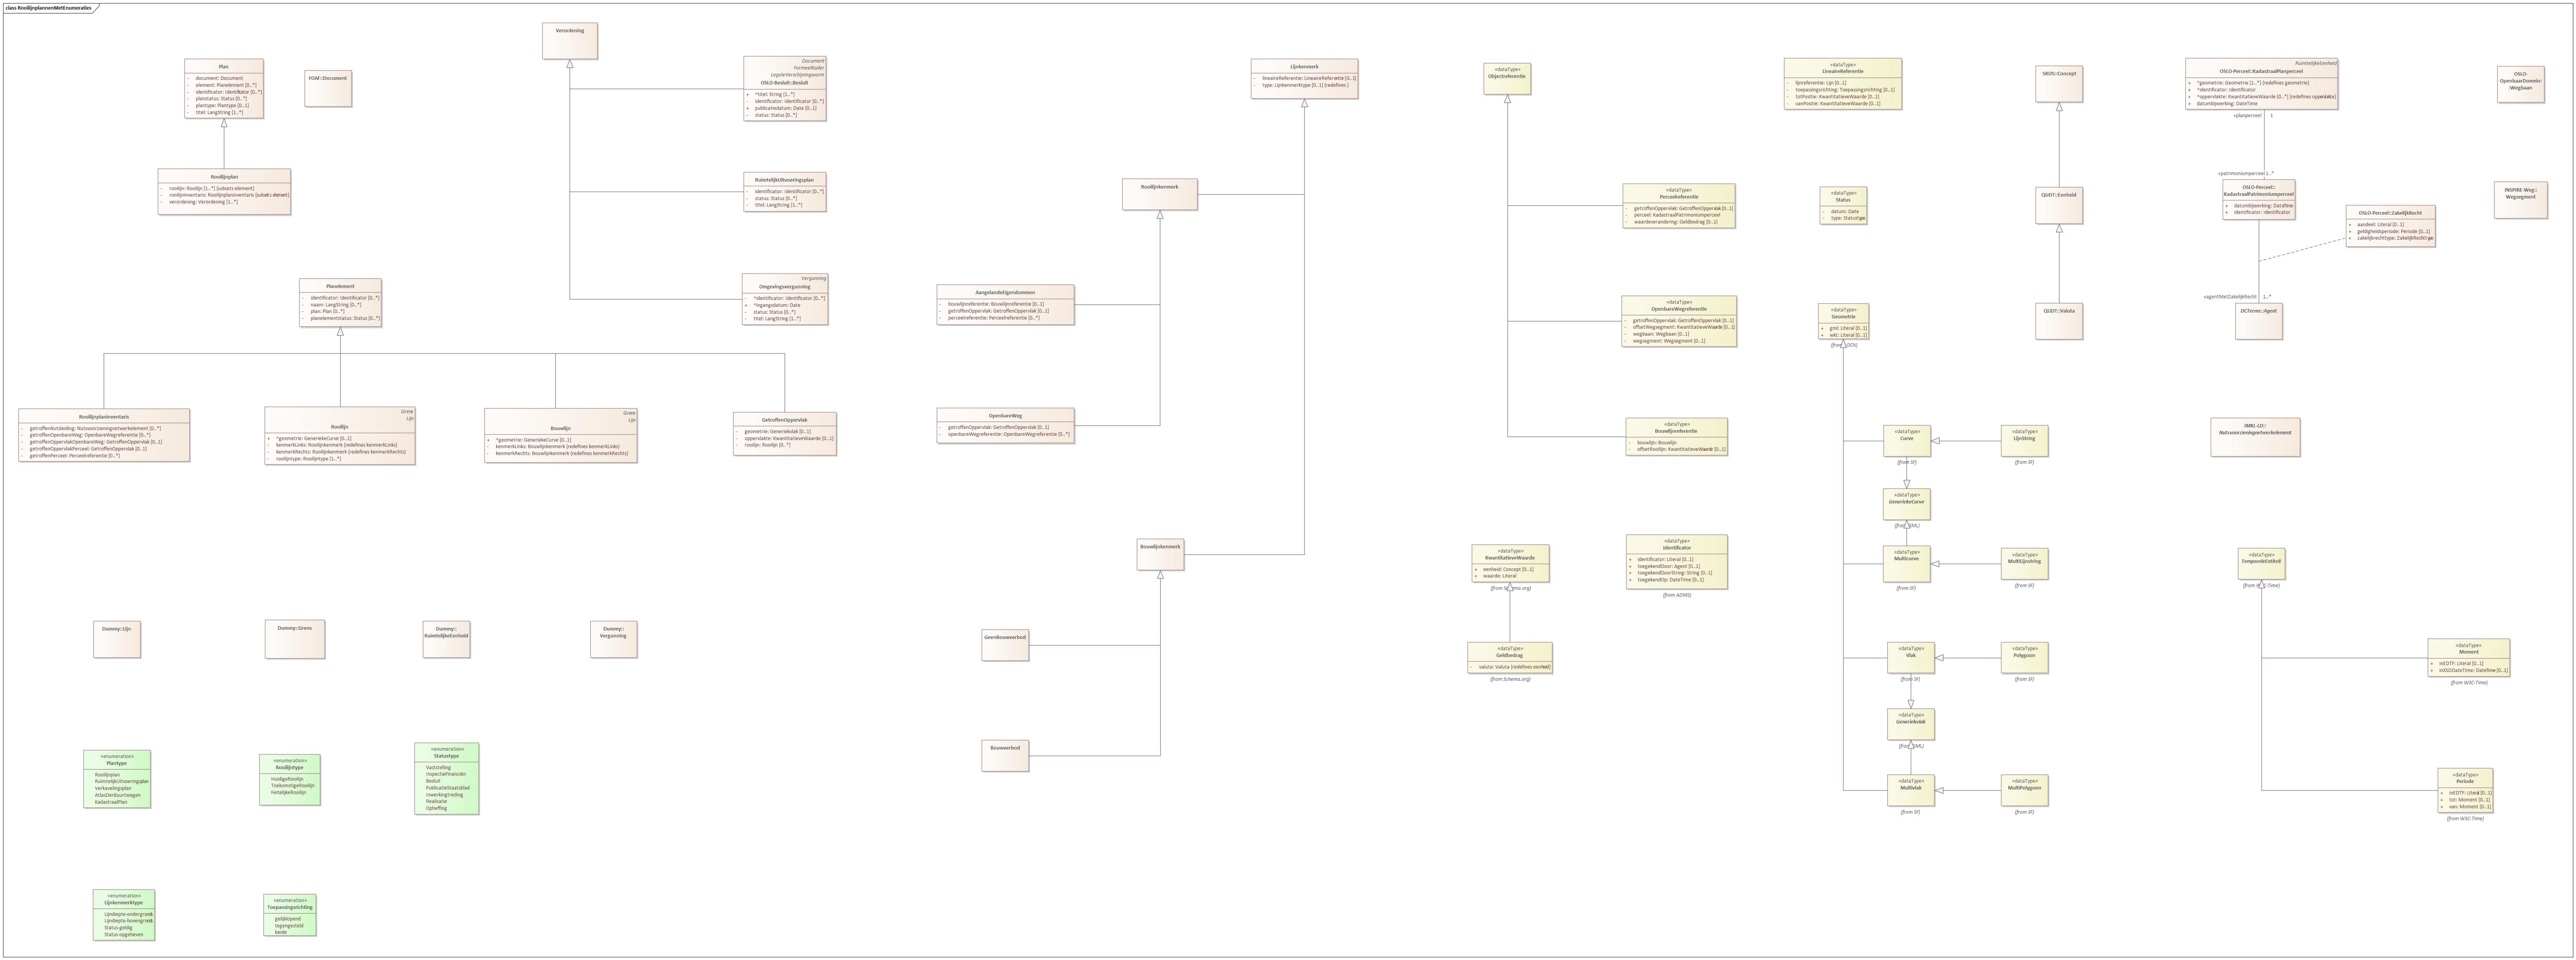 class RooilijnplannenMetEnumeraties
Plan
- document: Document
- element: Planelement [0..*]
- identificator: Identificator [0..*]
- planstatus: Status [0..*]
- plantype: Plantype [0..1]
- titel: LangString [1..*]
FOAF::Document
Rooilijnplan
- rooilijn: Rooilijn [1..*] {subsets element}
- rooilijninventaris: Rooilijnplaninventaris {subsets element}
- verordening: Verordening [1..*]
Verordening
Document
FormeelKader
LegaleVerschijningsvorm
OSLO-Besluit::Besluit
+ ^titel: String [1..*]
- identificator: Identificator [0..*]
+ publicatiedatum: Date [0..1]
- status: Status [0..*]
RuimtelijkUitvoeringsplan
- identificator: Identificator [0..*]
- status: Status [0..*]
- titel: LangString [1..*]
Vergunning
Omgevingsvergunning
- ^identificator: Identificator [0..*]
+ ^ingangsdatum: Date
- status: Status [0..*]
- titel: LangString [1..*]
Planelement
- identificator: Identificator [0..*]
- naam: LangString [0..*]
- plan: Plan [0..*]
- planelementstatus: Status [0..*]
Rooilijnplaninventaris
- getroffenNutsleiding: Nutsvoorzieningnetwerkelement [0..*]
- getroffenOpenbareWeg: OpenbareWegreferentie [0..*]
- getroffenOppervlakOpenbareWeg: GetroffenOppervlak [0..1]
- getroffenOppervlakPerceel: GetroffenOppervlak [0..1]
- getroffenPerceel: Perceelreferentie [0..*]
Grens
Lijn
Rooilijn
+ ^geometrie: GeneriekeCurve [0..1]
- kenmerkLinks: Rooilijnkenmerk {redefines kenmerkLinks}
- kenmerkRechts: Rooilijnkenmerk {redefines kenmerkRechts}
- rooilijntype: Rooilijntype [1..*]
Grens
Lijn
Bouwlijn
+ ^geometrie: GeneriekeCurve [0..1]
- kenmerkLinks: Bouwlijnkenmerk {redefines kenmerkLinks}
- kenmerkRechts: Bouwlijnkenmerk {redefines kenmerkRechts}
GetroffenOppervlak
- geometrie: Generiekvlak [0..1]
- oppervlakte: KwantitatieveWaarde [0..1]
- rooilijn: Rooilijn [0..*]
Dummy::Lijn
Dummy::Grens
Dummy::
RuimtelijkeEenheid
Dummy::
Vergunning
«enumeration»
Plantype
Rooilijnplan
RuimtelijkUitvoeringsplan
Verkavelingsplan
AtlasDerBuurtwegen
KadastraalPlan
«enumeration»
Rooilijntype
HuidigeRooilijn
ToekomstigeRooilijn
FeitelijkeRooilijn
«enumeration»
Statustype
Vaststelling
InspectieFinanciën
Besluit
PublicatieStaatsblad
Inwerkingtreding
Realisatie
Opheffing
«enumeration»
Lijnkenmerktype
Lijndiepte-ondergronds
Lijndiepte-bovengronds
Status-geldig
Status-opgeheven
«enumeration»
Toepassingsrichting
gelijklopend
tegengesteld
beide
Lijnkenmerk
- lineaireReferentie: LineaireReferentie [0..1]
- type: Lijnkenmerktype [0..1] {redefines }
Rooilijnkenmerk
AangelandeEigendommen
- bouwlijnreferentie: Bouwlijnreferentie [0..1]
- getroffenOppervlak: GetroffenOppervlak [0..1]
- perceelreferentie: Perceelreferentie [0..*]
OpenbareWeg
- getroffenOppervlak: GetroffenOppervlak [0..1]
- openbareWegreferentie: OpenbareWegreferentie [0..*]
Bouwlijnkenmerk
GeenBouwverbod
Bouwverbod
«dataType»
Objectreferentie
«dataType»
Perceelreferentie
- getroffenOppervlak: GetroffenOppervlak [0..1]
- perceel: KadastraalPatrimoniumperceel
- waardeverandering: Geldbedrag [0..1]
«dataType»
OpenbareWegreferentie
- getroffenOppervlak: GetroffenOppervlak [0..1]
- offsetWegsegment: KwantitatieveWaarde [0..1]
- wegbaan: Wegbaan [0..1]
- wegsegment: Wegsegment [0..1]
«dataType»
Bouwlijnreferentie
- bouwlijn: Bouwlijn
- offsetRooilijn: KwantitatieveWaarde [0..1]
«dataType»
KwantitatieveWaarde
+ eenheid: Concept [0..1]
+ waarde: Literal
(from Schema.org)
«dataType»
Geldbedrag
- valuta: Valuta {redefines eenheid}
(from Schema.org)
«dataType»
Identificator
+ identificator: Literal [0..1]
+ toegekendDoor: Agent [0..1]
+ toegekendDoorString: String [0..1]
+ toegekendOp: DateTime [0..1]
(from ADMS)
«dataType»
LineaireReferentie
- lijnreferentie: Lijn [0..1]
- toepassingsrichting: Toepassingsrichting [0..1]
- totPositie: KwantitatieveWaarde [0..1]
- vanPositie: KwantitatieveWaarde [0..1]
«dataType»
Status
- datum: Date
- type: Statustype
«dataType»
Geometrie
+ gml: Literal [0..1]
+ wkt: Literal [0..1]
«dataType»
Curve
(from SF)
«dataType»
LijnString
(from SF)
«dataType»
GeneriekeCurve
«dataType»
Multicurve
(from SF)
«dataType»
MultiLijnstring
(from SF)
«dataType»
Vlak
(from SF)
«dataType»
Polygoon
(from SF)
«dataType»
Generiekvlak
«dataType»
Multivlak
(from SF)
«dataType»
MultiPolygoon
(from SF)
SKOS::Concept
QUDT::Eenheid
QUDT::Valuta
RuimtelijkeEenheid
OSLO-Perceel::KadastraalPlanperceel
+ ^geometrie: Geometrie [1..*] {redefines geometrie}
+ ^identificator: Identificator
+ ^oppervlakte: KwantitatieveWaarde [0..*] {redefines oppervlakte}
+ datumbijwerking: DateTime
+planperceel 1
+patrimoniumperceel 1..*
OSLO-Perceel::
KadastraalPatrimoniumperceel
+ datumbijwerking: Datetime
+ identificator: Identificator
OSLO-Perceel::ZakelijkRecht
+ aandeel: Literal [0..1]
+ geldigheidsperiode: Periode [0..1]
+ zakelijkrechttype: ZakelijkRechttype
+agentMetZakelijkRecht 1..*
DCTerms::Agent
OSLO-
OpenbaarDomein:
:Wegbaan
INSPIRE-Weg::
Wegsegment
IMKL-LD::
Nutsvoorzieningnetwerkelement
«dataType»
TemporeleEntiteit
(from W3C-Time)
«dataType»
Moment
+ inEDTF: Literal [0..1]
+ inXSDDateTime: DateTime [0..1]
(from W3C-Time)
«dataType»
Periode
+ inEDTF: Literal [0..1]
+ tot: Moment [0..1]
+ van: Moment [0..1]
(from W3C-Time)